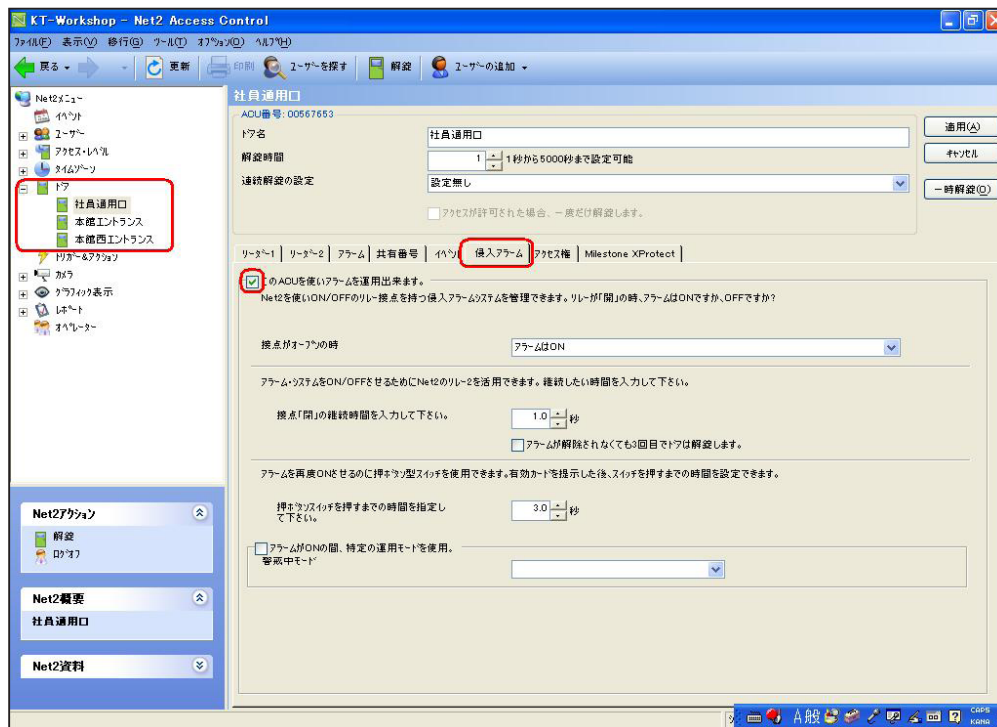 KT-Workshop - Net2 Access Control
ファイル(F) 表示(V) 移行(G) ツール(T) オプション(O) ヘルプ(H)
戻る 更新 印刷 ユーザーを探す 解錠 ユーザーの追加
Net2メニュー
イベント
ユーザー
アクセス・レベル
タイムゾーン
ドア
社員通用口
本館エントランス
本館西エントランス
トリガー&アクション
カメラ
グラフィック表示
レポート
オペレーター
Net2アクション
解錠
ログオフ
Net2概要
社員通用口
Net2資料
社員通用口
ACU番号: 00567653
ドア名 社員通用口
解錠時間 1 1秒から5000秒まで設定可能
連続解錠の設定 設定無し
アクセスが許可された場合、一度だけ解錠します。
適用(A)
キャンセル
一時解錠(O)
リーダー1 リーダー2 アラーム 共有番号 イベント 侵入アラーム アクセス権 Milestone XProtect
このACUを使いアラームを運用出来ます。
Net2を使いON/OFFのリレー接点を持つ侵入アラームシステムを管理できます。リレーが「開」の時、アラームはONですか、OFFですか?
接点がオープンの時 アラームはON
アラーム・システムをON/OFFさせるためにNet2のリレー2を活用できます。継続したい時間を入力して下さい。
接点「閉」の継続時間を入力して下さい。 1.0 秒
アラームが解除されなくても3回目でドアは解錠します。
アラームを再度ONさせるのに押ボタン型スイッチを使用できます。有効カードを提示した後、スイッチを押すまでの時間を設定できます。
押ボタンスイッチを押すまでの時間を指定し
て下さい。 3.0 秒
アラームがONの間、特定の運用モードを使用。
警戒中モード
A般 CAPS
KANA